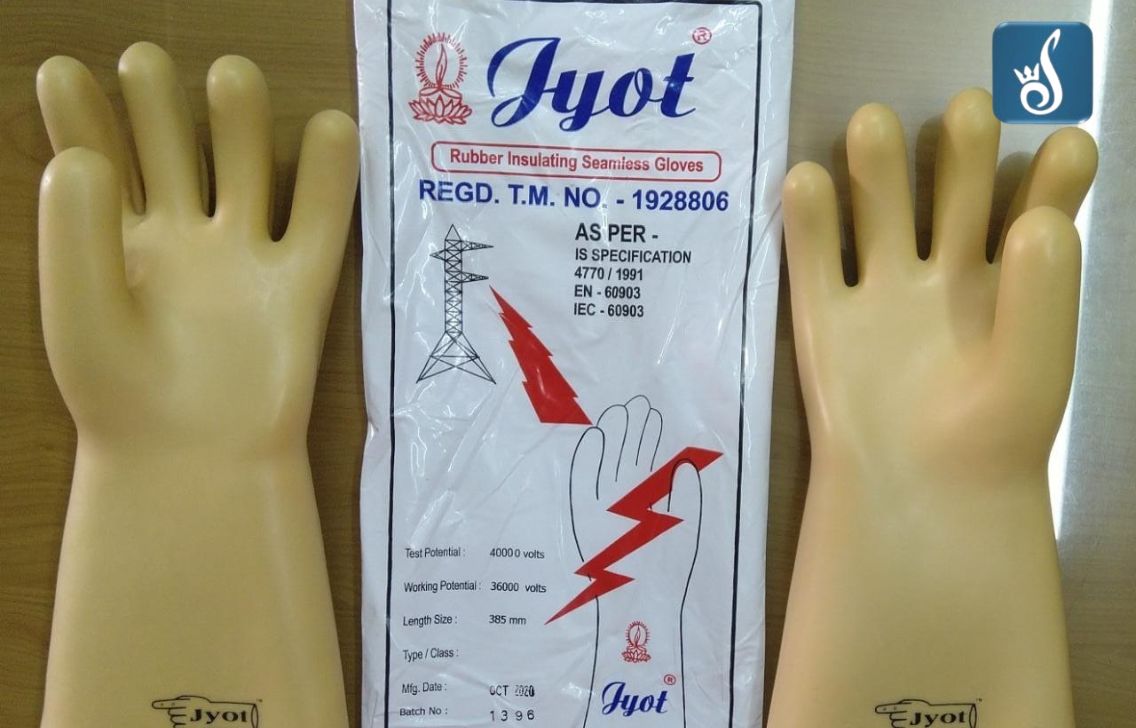 Jyot ®
Rubber Insulating Seamless Gloves
REGD. T.M. NO. - 1928806
AS PER -
IS SPECIFICATION
4770 / 1991
EN - 60903
IEC - 60903
Test Potential : 40000 volts
Working Potential : 36000 volts
Length Size : 385 mm
Type / Class :
Mfg. Date : OCT 2020
Batch No : 1396
Jyot ®
Jyot
Jyot